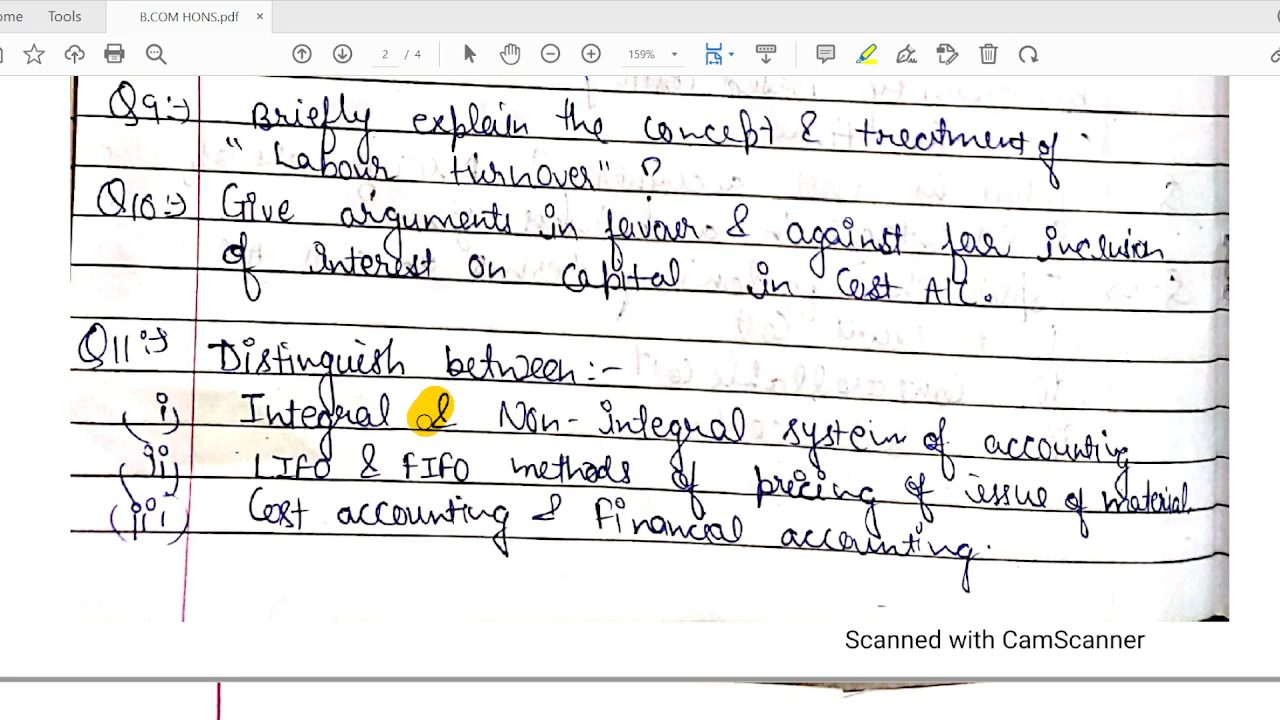 ome Tools B.COM HONS.pdf ×
2 / 4 159%
Q9:-) Briefly explain the concept & treatment of
"Labour turnover" ?
Q10:-) Give arguments in favour & against for inclusion
of interest on capital in Cost A/C.
Q11:-) Distinguish between :-
i) Integral & Non-integral system of accounting
ii) LIFO & FIFO methods of pricing of issue of material
(iii) Cost accounting & Financial accounting.
Scanned with CamScanner